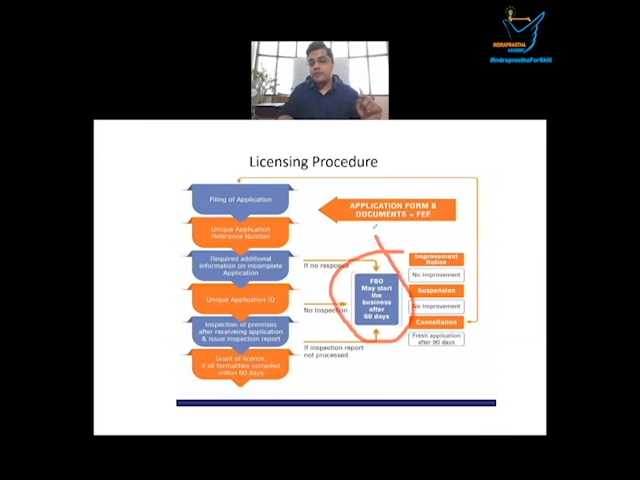 INDRAPRASTHA
ACADEMY
#IndraprasthaForSkill
Licensing Procedure
Filing of Application
APPLICATION FORM B
DOCUMENTS + FEE
Unique Application
Reference Number
Required additional
information on incomplete
Application
If no response
Improvement
Notice
No Improvement
FBO
May start
the
business
after
60 days
Unique Application ID
No Inspection
Suspension
No Improvement
Inspection of premises
after receiveing application
& issue inspection report
Cancellation
Fresh application
after 90 days
If inspection report
not processed
Grant of licence,
if all formalities compiled
within 60 days